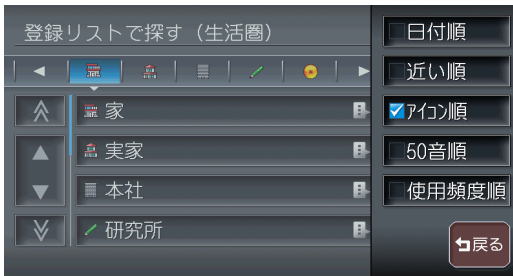 登録リストで探す（生活圏）
家
実家
本社
研究所
日付順
近い順
アイコン順
50音順
使用頻度順
戻る